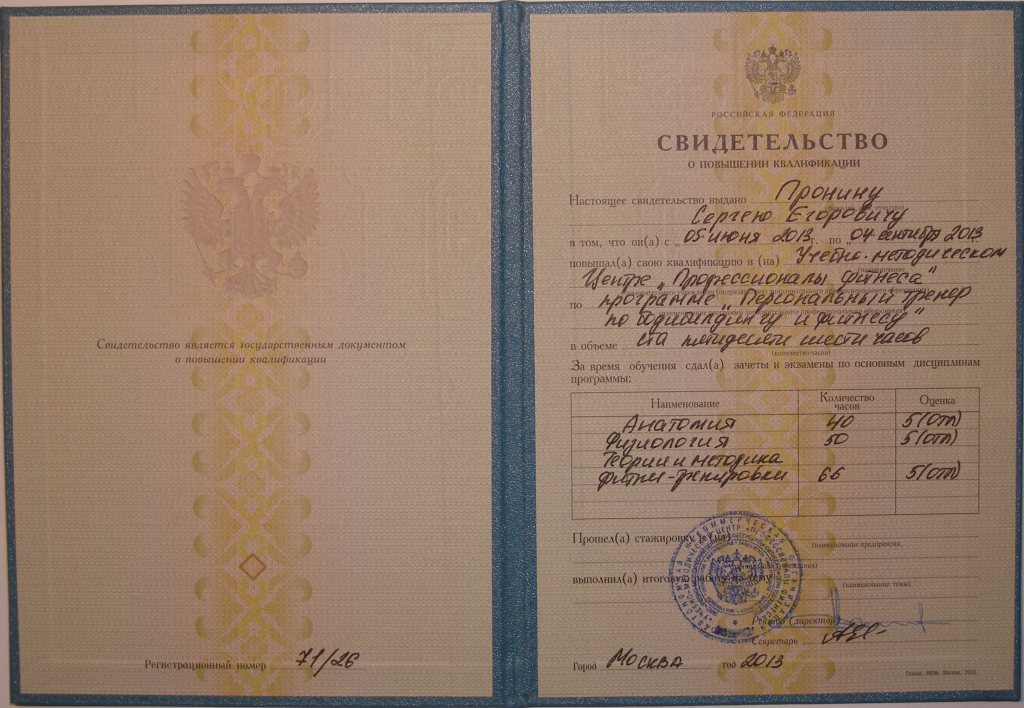 Свидетельство является государственным документом
о повышении квалификации
Регистрационный номер 71/26
РОССИЙСКАЯ ФЕДЕРАЦИЯ
СВИДЕТЕЛЬСТВО
О ПОВЫШЕНИИ КВАЛИФИКАЦИИ
Настоящее свидетельство выдано Пронину
Сергею Егоровичу
в том, что он(а) с „05 июня 2013 г. по „04 сентября 2013
повышал(а) свою квалификацию в (на) Учебно-методическом
Центре „Профессионалы фитнеса"
по программе „Персональный тренер
по бодибилдингу и фитнесу"
в объеме ста пятидесяти шести часов
(количество часов)
За время обучения сдал(а) зачеты и экзамены по основным дисциплинам
программы:
Наименование Количество часов Оценка
Анатомия 40 5 (отл)
Физиология 50 5 (отл)
Теории и методика
фитнес-тренировки 66 5 (отл)
Прошел(а) стажировку в (на)
(наименование предприятия,
выполнил(а) итоговую работу на тему
(наименование темы)
Ректор (директор)
Секретарь
Город Москва год 2013